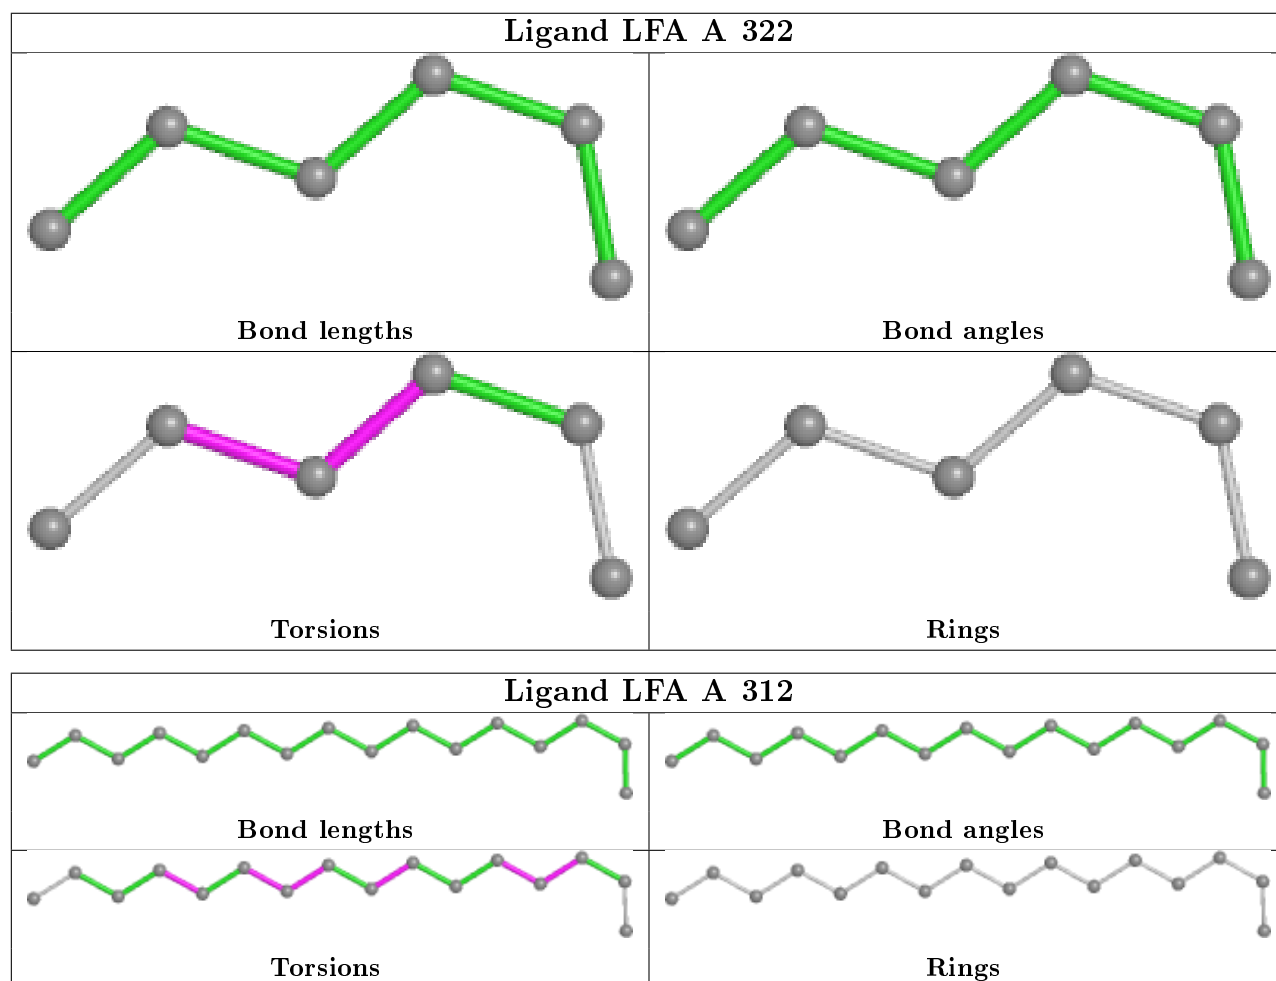 Ligand LFA A 322
Bond lengths
Bond angles
Torsions
Rings
Ligand LFA A 312
Bond lengths
Bond angles
Torsions
Rings